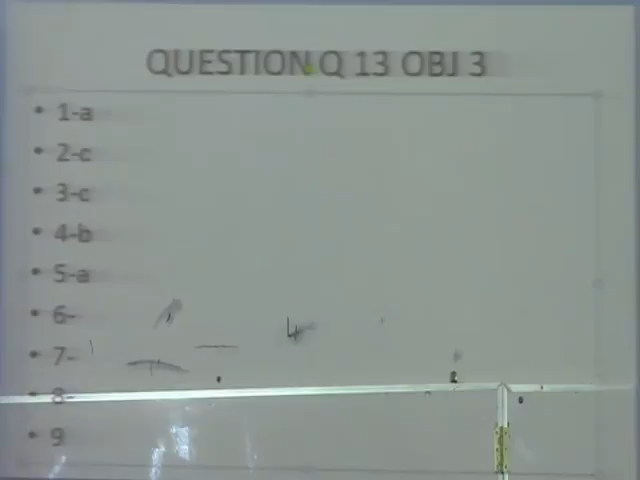 QUESTION Q 13 OBJ 3
• 1-a
• 2-c
• 3-c
• 4-b
• 5-a
• 6-
• 7-
• 8-
• 9